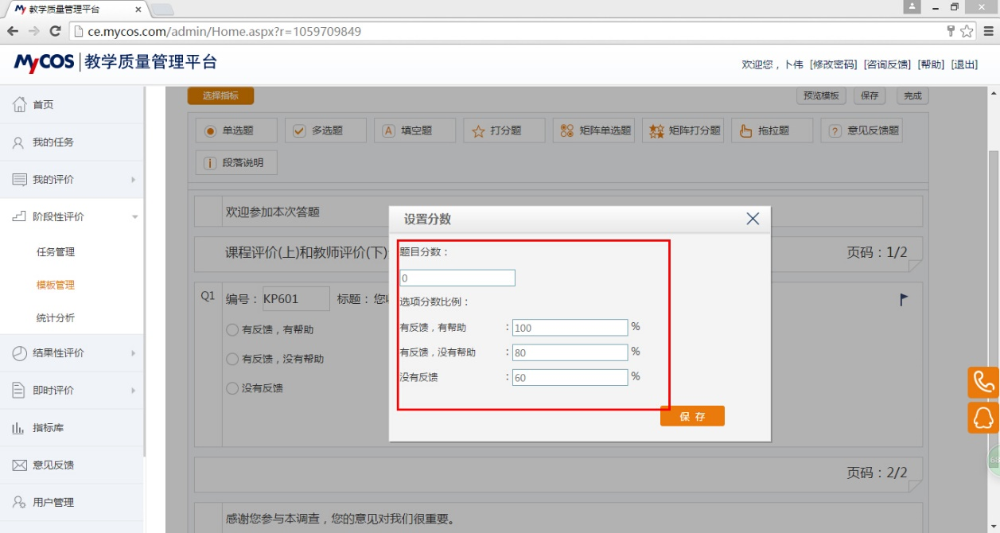 教学质量管理平台
ce.mycos.com/admin/Home.aspx?r=1059709849
MyCOS 教学质量管理平台
欢迎您，卜伟 [修改密码] [咨询反馈] [帮助] [退出]
首页
我的任务
我的评价
阶段性评价
任务管理
模板管理
统计分析
结果性评价
即时评价
指标库
意见反馈
用户管理
选择指标
预览模板 保存 完成
单选题 多选题 填空题 打分题 矩阵单选题 矩阵打分题 拖拉题 意见反馈题
段落说明
欢迎参加本次答题
课程评价(上)和教师评价(下)
页码：1/2
Q1 编号：KP601 标题：您
有反馈，有帮助
有反馈，没有帮助
没有反馈
设置分数
题目分数：
0
选项分数比例：
有反馈，有帮助 ：100 %
有反馈，没有帮助 ：80 %
没有反馈 ：60 %
保 存
页码：2/2
感谢您参与本调查，您的意见对我们很重要。